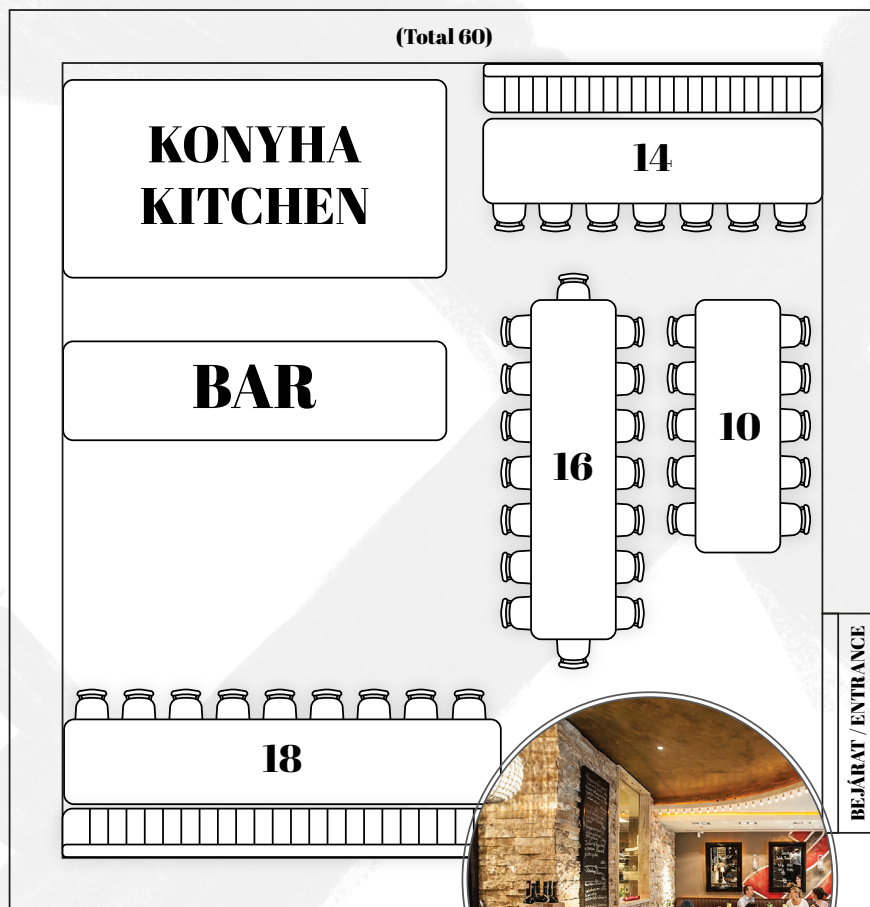 (Total 60)
KONYHA
KITCHEN
14
BAR
16
10
18
BEJÁRAT / ENTRANCE